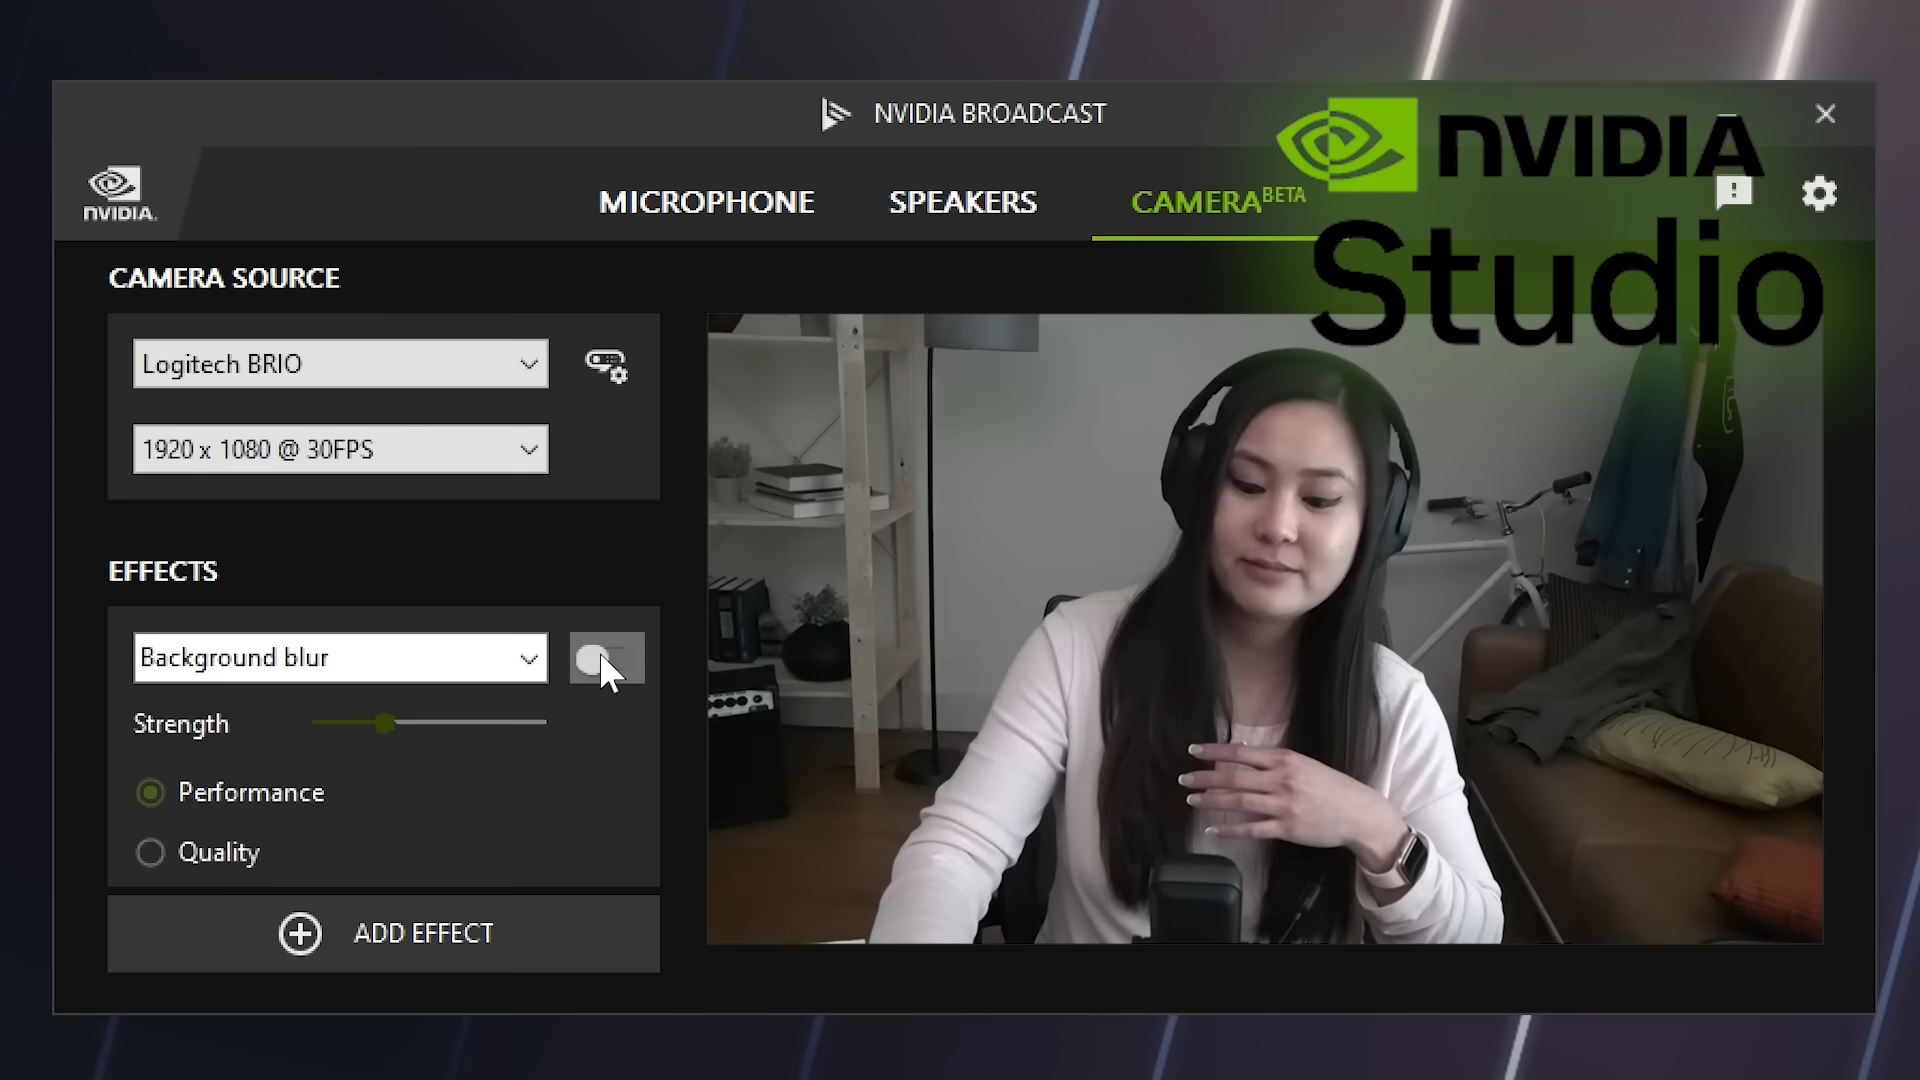 NVIDIA BROADCAST
NVIDIA.
MICROPHONE
SPEAKERS
CAMERA BETA
NVIDIA
Studio
CAMERA SOURCE
Logitech BRIO
1920 x 1080 @ 30FPS
EFFECTS
Background blur
Strength
Performance
Quality
ADD EFFECT